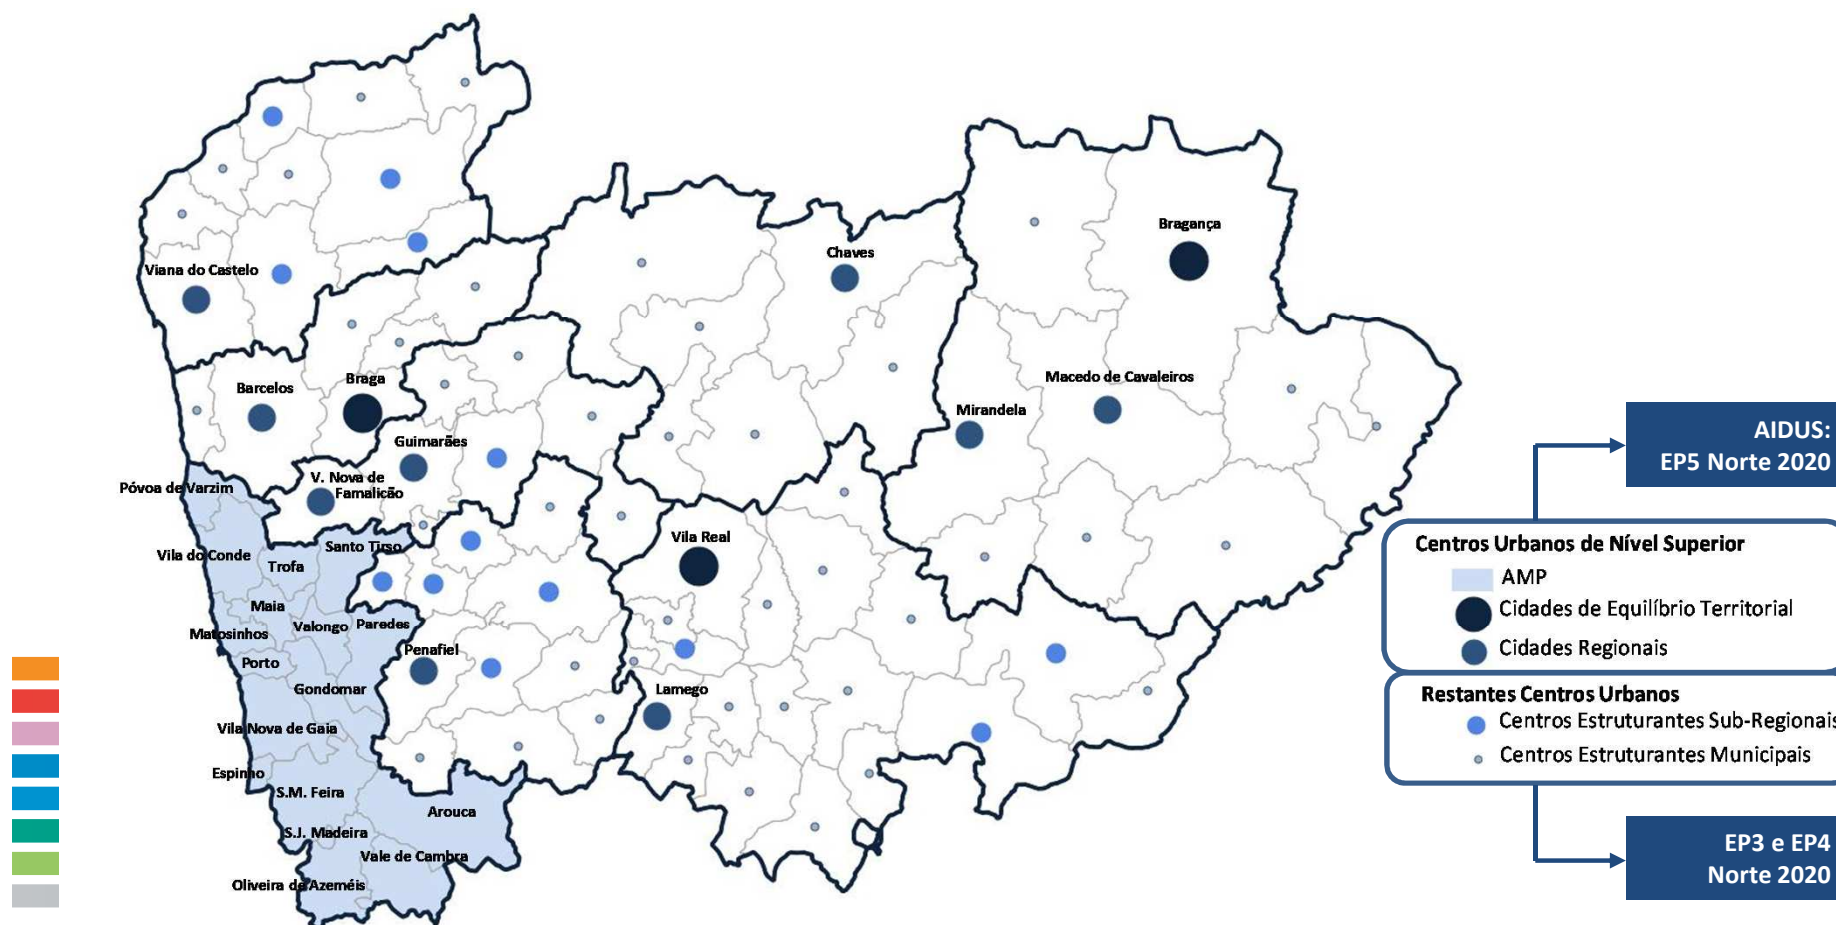 Bragança
Chaves
Viana do Castelo
Macedo de Cavaleiros
Braga
Barcelos
Mirandela
Guimarães
V. Nova de
Famalicão
Póvoa de Varzim
Vila Real
Santo Tirso
Vila do Conde
Trofa
Maia
Valongo
Paredes
Matosinhos
Penafiel
Porto
Gondomar
Lamego
Vila Nova de Gaia
Espinho
S.M. Feira
Arouca
S.J. Madeira
Vale de Cambra
Oliveira de Azeméis
AIDUS:
EP5 Norte 2020
Centros Urbanos de Nível Superior
AMP
Cidades de Equilíbrio Territorial
Cidades Regionais
Restantes Centros Urbanos
Centros Estruturantes Sub-Regionais
Centros Estruturantes Municipais
EP3 e EP4
Norte 2020